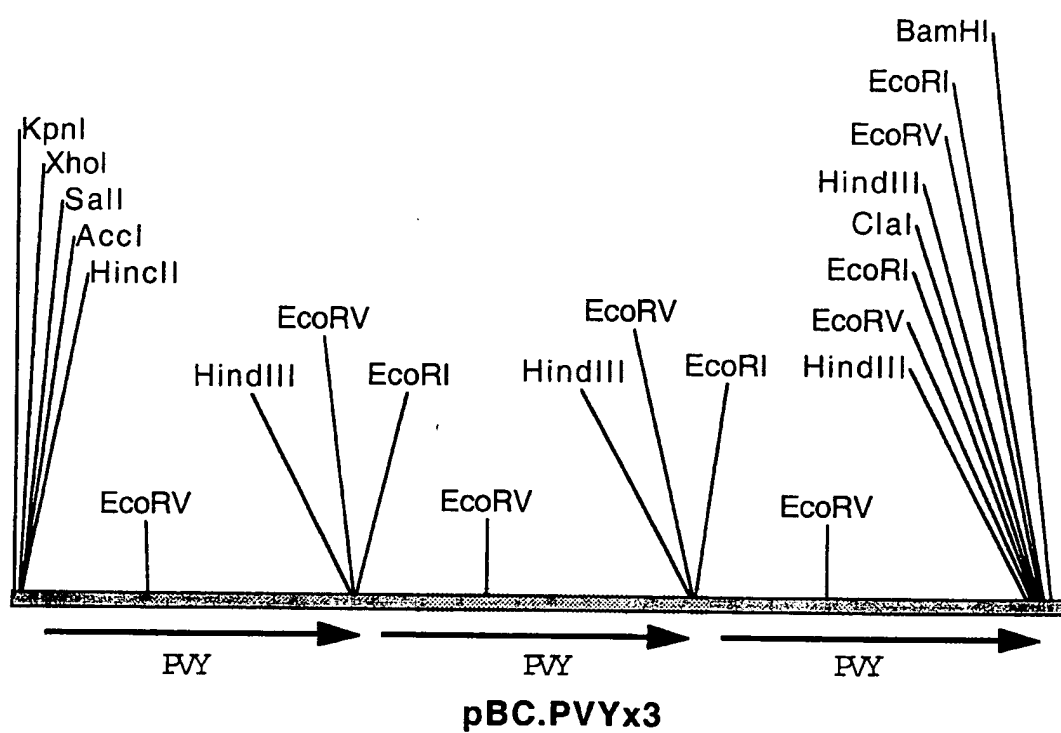 BamHI
EcoRI
KpnI
EcoRV
XhoI
HindIII
SalI
ClaI
AccI
EcoRI
HincII
EcoRV
EcoRV
EcoRV
HindIII
EcoRI
HindIII
EcoRI
HindIII
EcoRV
EcoRV
EcoRV
PVY
PVY
PVY
pBC.PVYx3